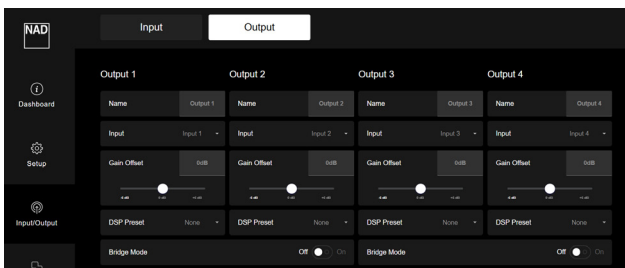 NAD
Input Output
Dashboard
Setup
Input/Output
Output 1 Output 2 Output 3 Output 4
Name Output 1 Name Output 2 Name Output 3 Name Output 4
Input Input 1 Input Input 2 Input Input 3 Input Input 4
Gain Offset 0dB Gain Offset 0dB Gain Offset 0dB Gain Offset 0dB
DSP Preset None DSP Preset None DSP Preset None DSP Preset None
Bridge Mode Off On Bridge Mode Off On